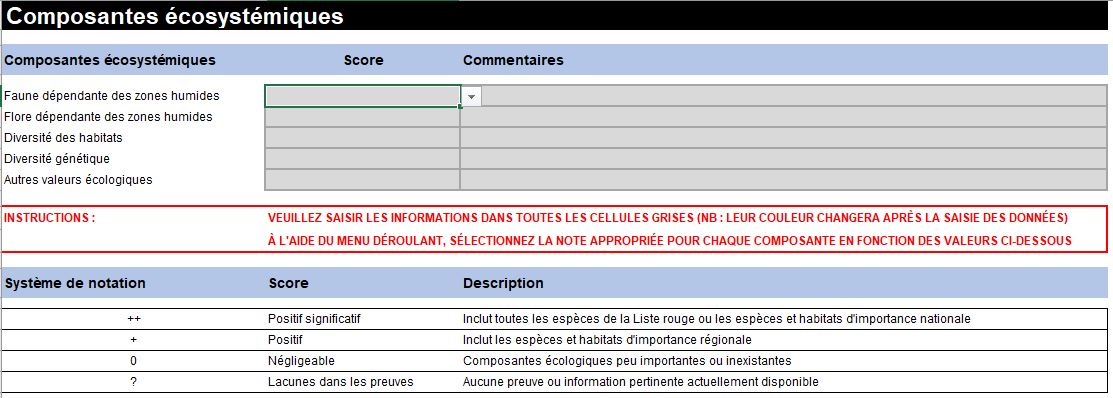 Composantes écosystémiques
Composantes écosystémiques Score Commentaires
Faune dépendante des zones humides
Flore dépendante des zones humides
Diversité des habitats
Diversité génétique
Autres valeurs écologiques
INSTRUCTIONS : VEUILLEZ SAISIR LES INFORMATIONS DANS TOUTES LES CELLULES GRISES (NB : LEUR COULEUR CHANGERA APRÈS LA SAISIE DES DONNÉES)
À L'AIDE DU MENU DÉROULANT, SÉLECTIONNEZ LA NOTE APPROPRIÉE POUR CHAQUE COMPOSANTE EN FONCTION DES VALEURS CI-DESSOUS
Système de notation Score Description
++ Positif significatif Inclut toutes les espèces de la Liste rouge ou les espèces et habitats d'importance nationale
+ Positif Inclut les espèces et habitats d'importance régionale
0 Négligeable Composantes écologiques peu importantes ou inexistantes
? Lacunes dans les preuves Aucune preuve ou information pertinente actuellement disponible